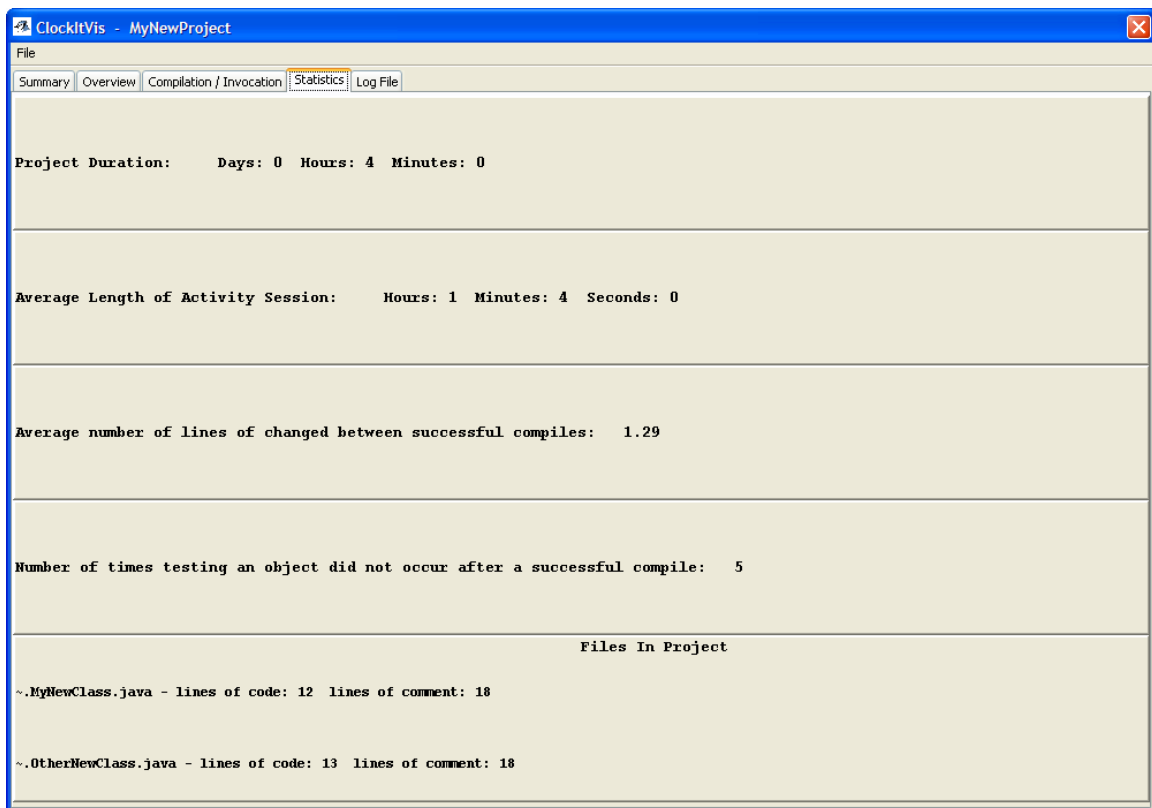 ClockItVis - MyNewProject
File
Summary Overview Compilation / Invocation Statistics Log File
Project Duration: Days: 0 Hours: 4 Minutes: 0
Average Length of Activity Session: Hours: 1 Minutes: 4 Seconds: 0
Average number of lines of changed between successful compiles: 1.29
Number of times testing an object did not occur after a successful compile: 5
Files In Project
~.MyNewClass.java - lines of code: 12 lines of comment: 18
~.OtherNewClass.java - lines of code: 13 lines of comment: 18